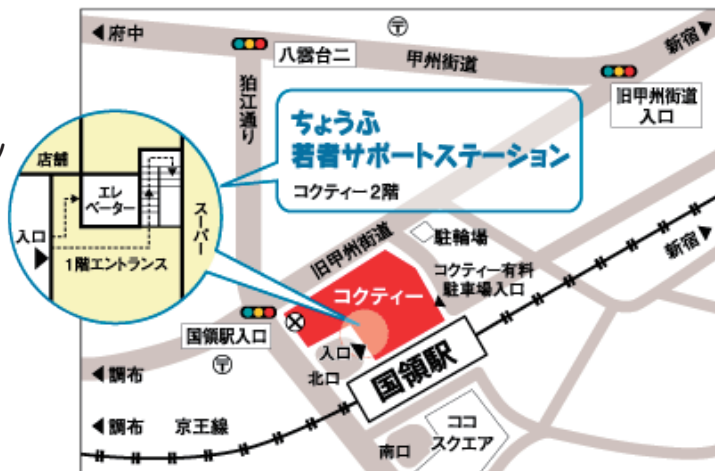 ◀府中
〒
新宿▶
八雲台二
甲州街道
旧甲州街道
入口
狛江通り
ちょうふ
若者サポートステーション
コクティー2階
店舗
エレ
ベーター
スーパー
入口
1階エントランス
旧甲州街道
駐輪場
コクティー有料
駐車場入口
新宿▶
コクティー
国領駅入口
〒
入口
北口
国領駅
◀調布
◀調布
京王線
南口
ココ
スクエア